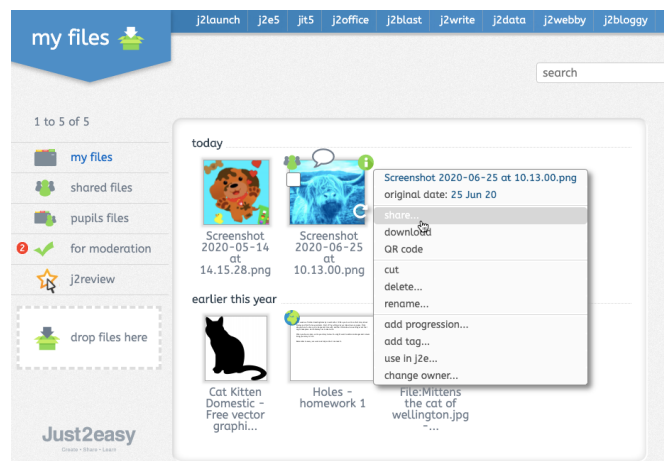 my files
j2launch j2e5 jit5 j2office j2blast j2write j2data j2webby j2bloggy
search
1 to 5 of 5
my files
shared files
pupils files
2 for moderation
j2review
drop files here
Just2easy
Create • Share • Learn
today
Screenshot
2020-05-14
at
14.15.28.png
Screenshot
2020-06-25
at
10.13.00.png
Screenshot 2020-06-25 at 10.13.00.png
original date: 25 Jun 20
share...
download
QR code
cut
delete...
rename...
add progression...
add tag...
use in j2e...
change owner...
earlier this year
Cat Kitten
Domestic -
Free vector
graphi...
Holes -
homework 1
File:Mittens
the cat of
wellington.jpg
-...